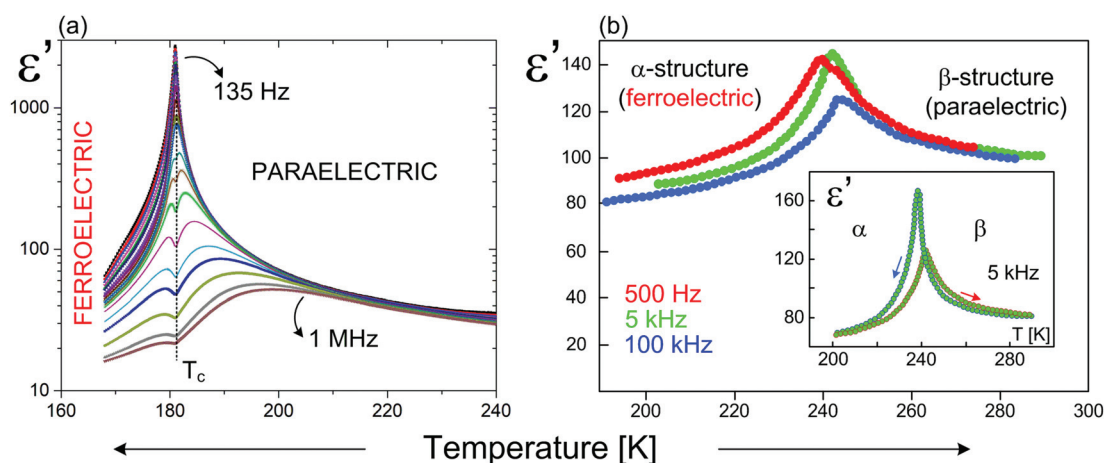 (a)
ε’
1000
100
10
FERROELECTRIC
135 Hz
PARAELECTRIC
1 MHz
Tc
160 180 200 220 240
(b)
ε’
140
120
100
80
60
40
20
0
α-structure
(ferroelectric)
β-structure
(paraelectric)
500 Hz
5 kHz
100 kHz
ε’
160
120
80
α
β
5 kHz
T [K]
200 240 280
200 220 240 260 280 300
Temperature [K]